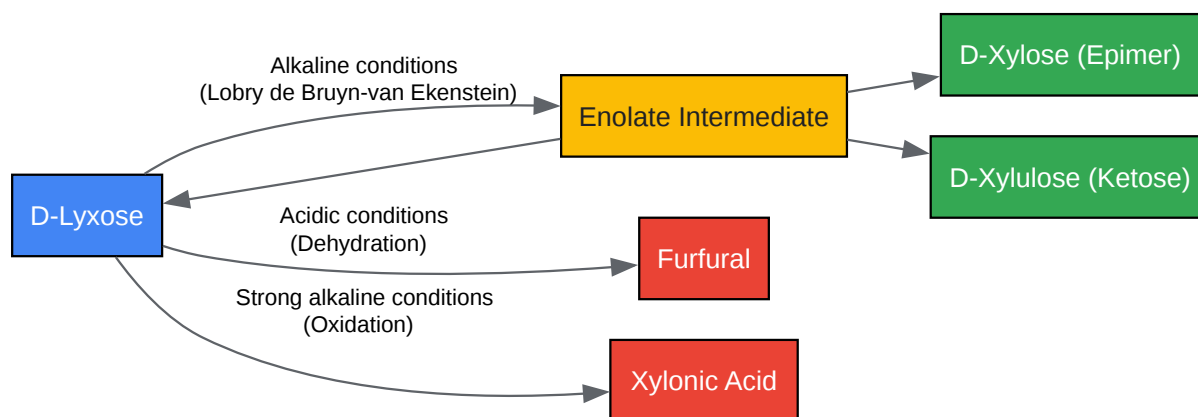 D-Lyxose
Alkaline conditions
(Lobry de Bruyn-van Ekenstein)
Enolate Intermediate
D-Xylose (Epimer)
D-Xylulose (Ketose)
Acidic conditions
(Dehydration)
Furfural
Strong alkaline conditions
(Oxidation)
Xylonic Acid